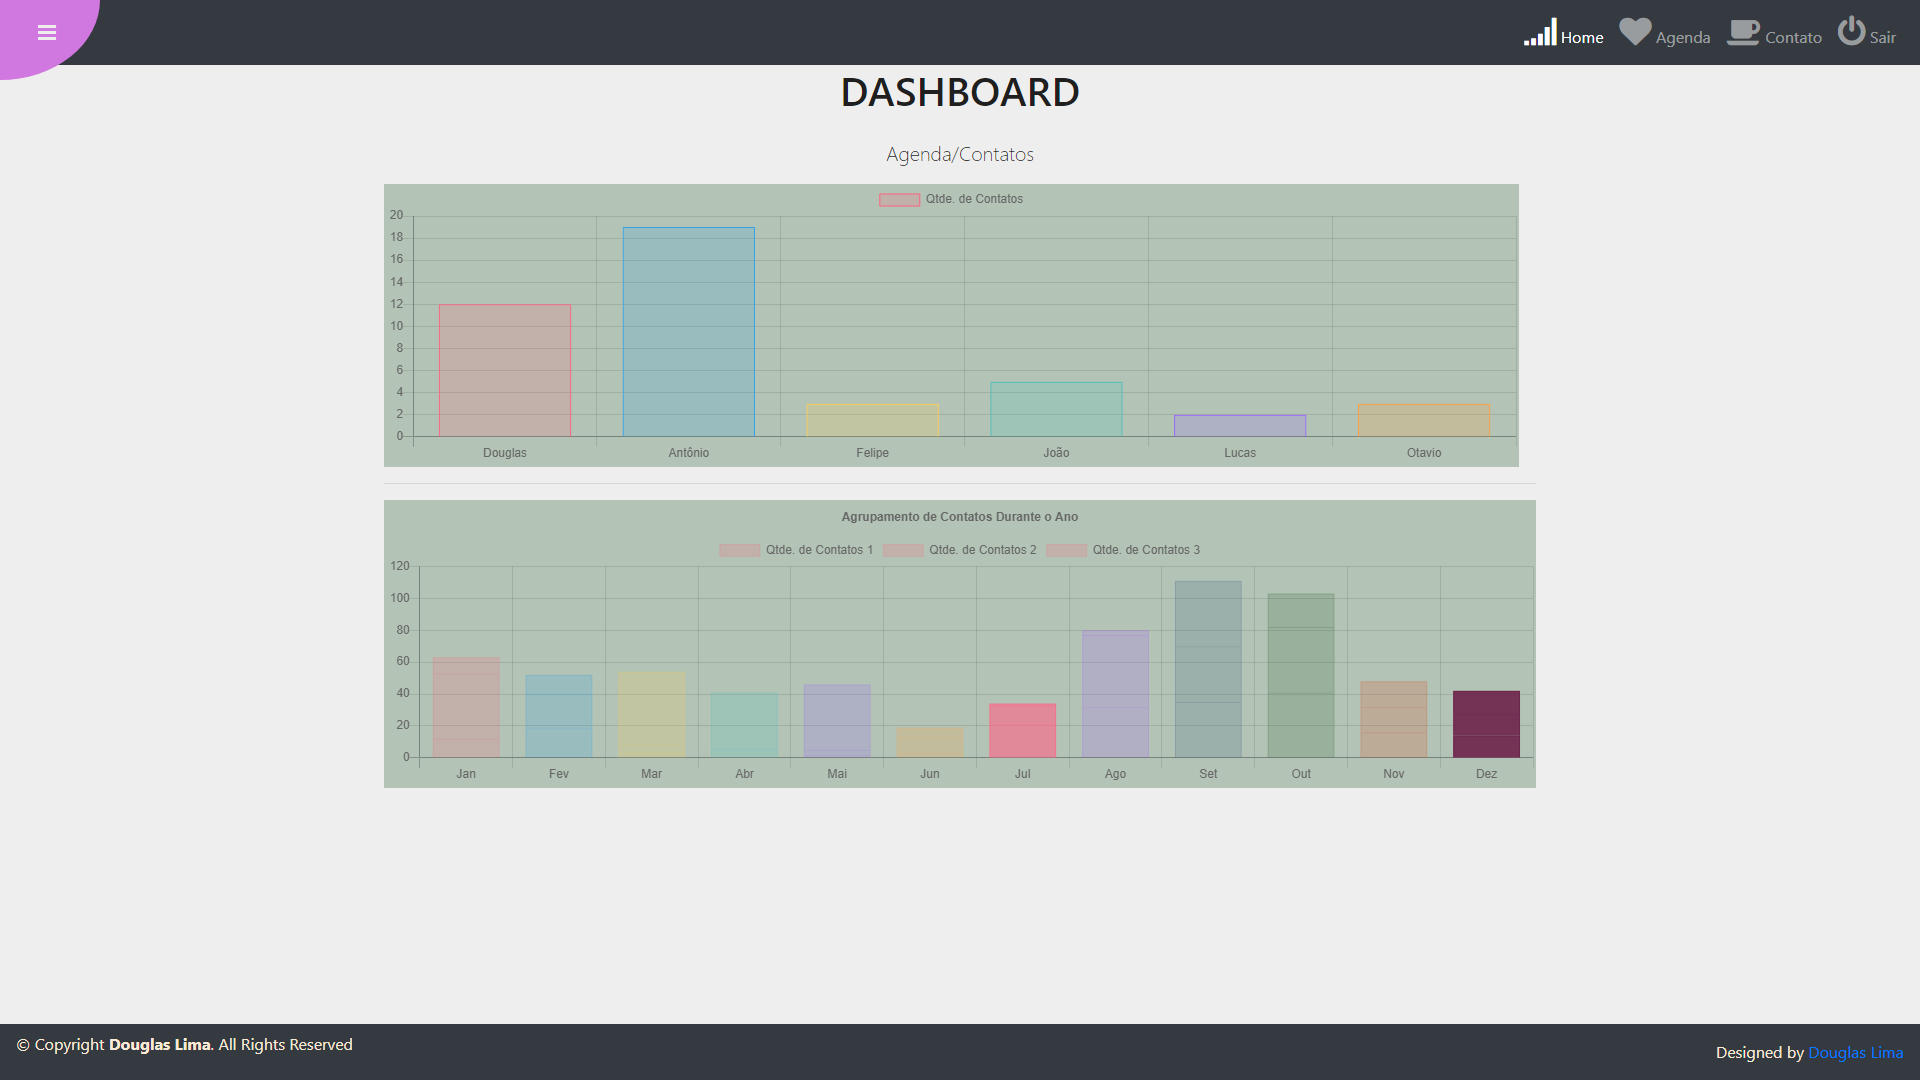 Home Agenda Contato Sair
DASHBOARD
Agenda/Contatos
Qtde. de Contatos
20
18
16
14
12
10
8
6
4
2
0
Douglas Antônio Felipe João Lucas Otavio
Agrupamento de Contatos Durante o Ano
Qtde. de Contatos 1 Qtde. de Contatos 2 Qtde. de Contatos 3
120
100
80
60
40
20
0
Jan Fev Mar Abr Mai Jun Jul Ago Set Out Nov Dez
© Copyright Douglas Lima. All Rights Reserved
Designed by Douglas Lima